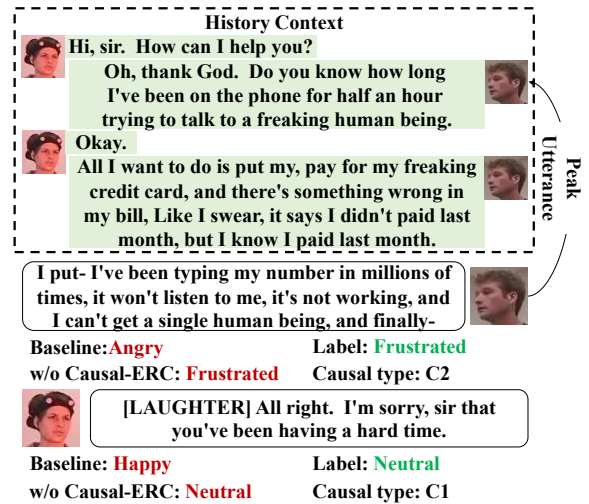 History Context
Hi, sir. How can I help you?
Oh, thank God. Do you know how long
I've been on the phone for half an hour
trying to talk to a freaking human being.
Okay.
All I want to do is put my, pay for my freaking
credit card, and there's something wrong in
my bill, Like I swear, it says I didn't paid last
month, but I know I paid last month.
Peak
Utterance
I put- I've been typing my number in millions of
times, it won't listen to me, it's not working, and
I can't get a single human being, and finally-
Baseline:Angry Label: Frustrated
w/o Causal-ERC: Frustrated Causal type: C2
[LAUGHTER] All right. I'm sorry, sir that
you've been having a hard time.
Baseline: Happy Label: Neutral
w/o Causal-ERC: Neutral Causal type: C1